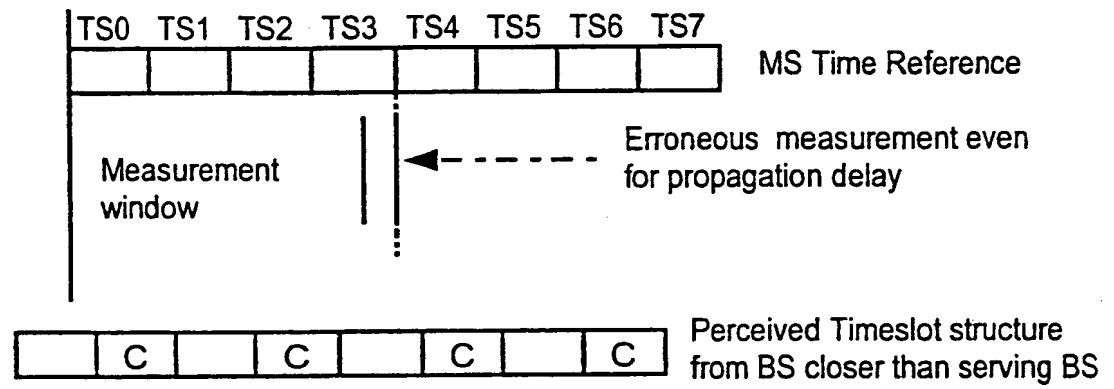 TS0 TS1 TS2 TS3 TS4 TS5 TS6 TS7
MS Time Reference
Measurement
window
Erroneous measurement even
for propagation delay
C C C C
Perceived Timeslot structure
from BS closer than serving BS